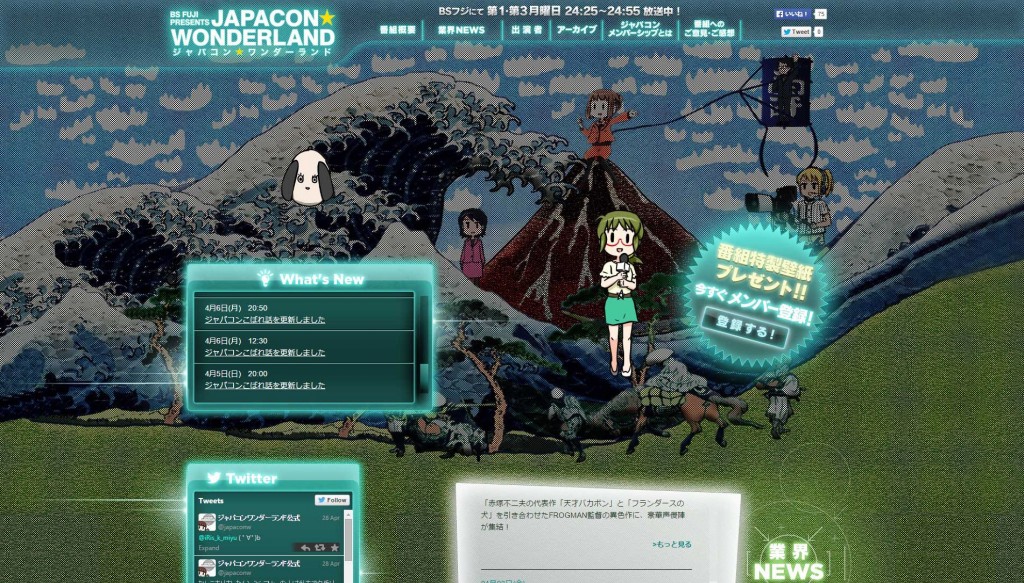 BS FUJI
PRESENTS
JAPACON★
WONDERLAND
ジャパコン★ワンダーランド
BSフジにて 第1・第3月曜日 24:25～24:55 放送中！
番組概要
業界NEWS
出演者
アーカイブ
ジャパコン
メンバーシップとは
番組への
ご意見・ご感想
いいね！
75
Tweet
8
What's New
4月6日(月) 20:50
ジャパコンこぼれ話を更新しました
4月6日(月) 12:30
ジャパコンこぼれ話を更新しました
4月5日(日) 20:00
ジャパコンこぼれ話を更新しました
番組特製壁紙
プレゼント!!
今すぐメンバー登録!
登録する！
Twitter
Tweets
Follow
ジャパコンワンダーランド公式
28 Apr
@japaconw
@iRis_k_miyu
Expand
ジャパコンワンダーランド公式
28 Apr
@japaconw
「赤塚不二夫の代表作「天才バカボン」と「フランダースの
犬」を引き合わせたFROGMAN監督の異色作に、豪華声優陣
が集結！
>もっと見る
業界
NEWS